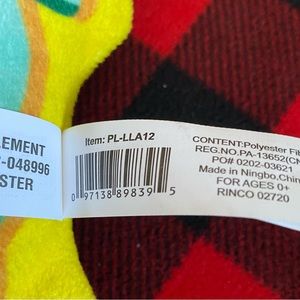 LEMENT
-048996
STER
Item: PL-LLA12
0 97138 89839 5
CONTENT:Polyester Fi
REG.NO.PA-13652(CN
PO# 0202-03621
Made in Ningbo,Chin
FOR AGES 0+
RINCO 02720